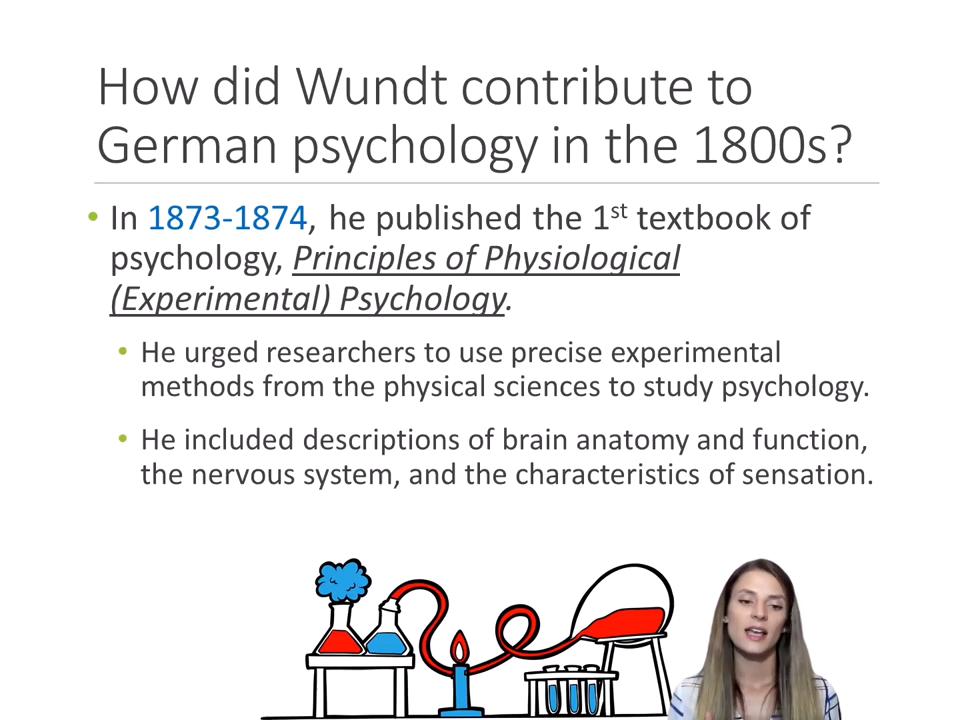 How did Wundt contribute to
German psychology in the 1800s?
• In 1873-1874, he published the 1st textbook of
psychology, Principles of Physiological
(Experimental) Psychology.
• He urged researchers to use precise experimental
methods from the physical sciences to study psychology.
• He included descriptions of brain anatomy and function,
the nervous system, and the characteristics of sensation.